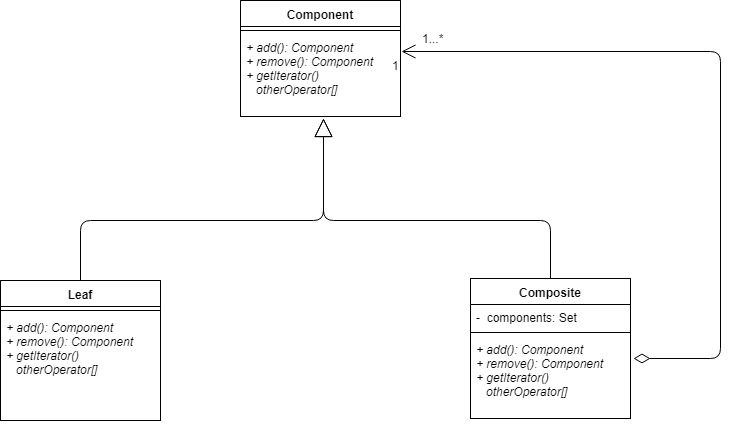 Component
+ add(): Component
+ remove(): Component
+ getIterator()
otherOperator[]
1...*
1
Leaf
+ add(): Component
+ remove(): Component
+ getIterator()
otherOperator[]
Composite
- components: Set
+ add(): Component
+ remove(): Component
+ getIterator()
otherOperator[]